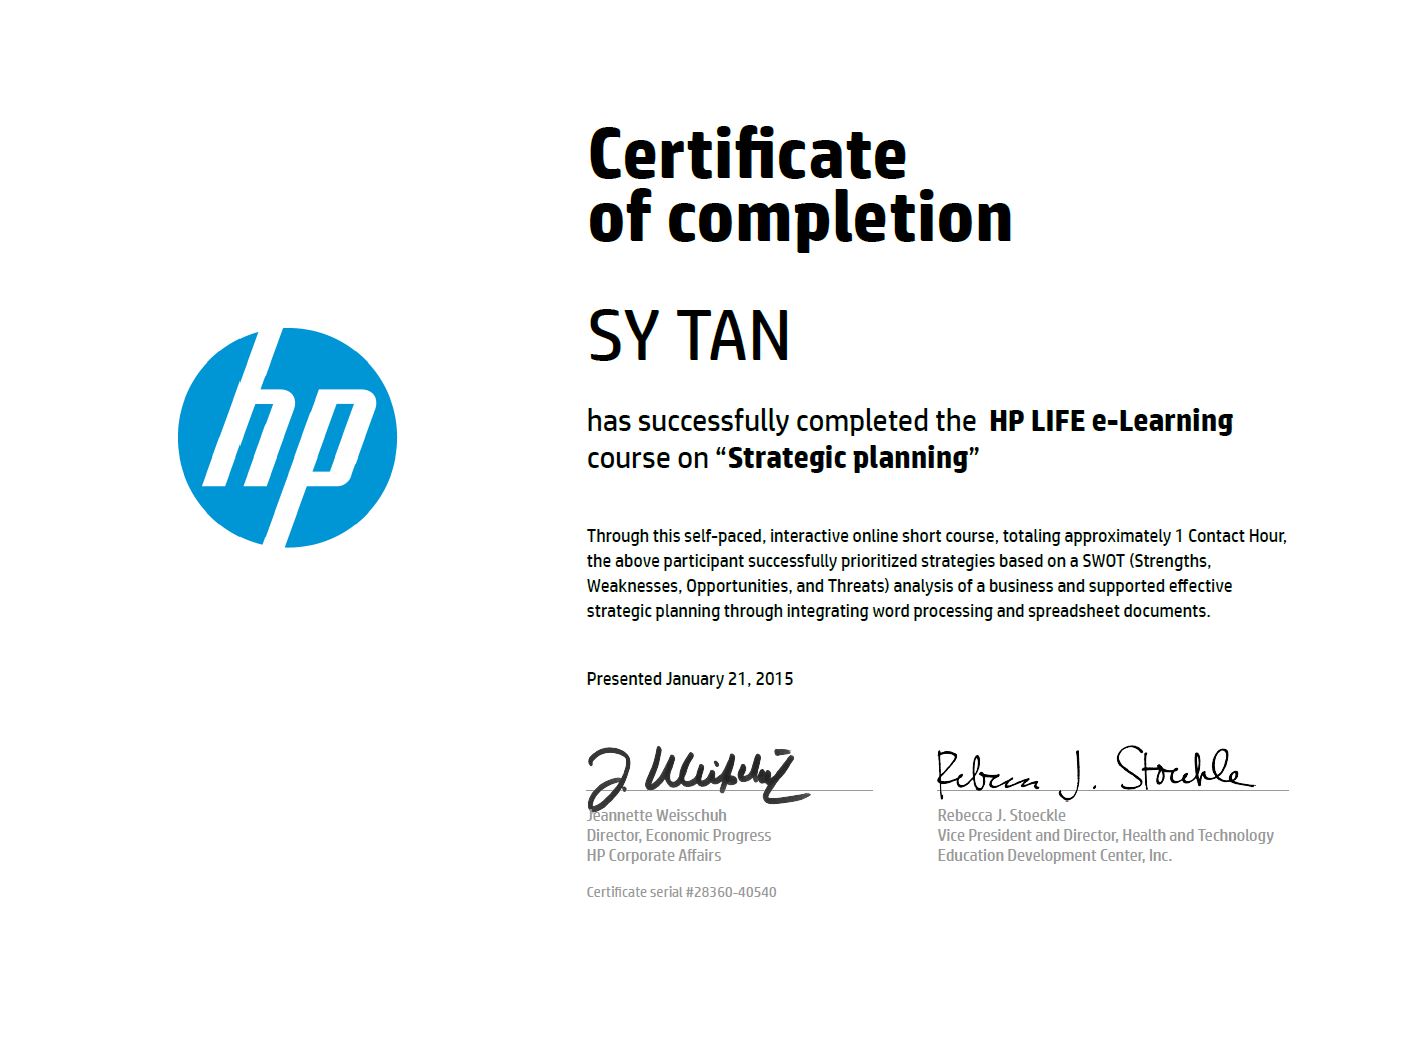 Certificate
of completion
SY TAN
hp
has successfully completed the HP LIFE e-Learning
course on “Strategic planning”
Through this self-paced, interactive online short course, totaling approximately 1 Contact Hour,
the above participant successfully prioritized strategies based on a SWOT (Strengths,
Weaknesses, Opportunities, and Threats) analysis of a business and supported effective
strategic planning through integrating word processing and spreadsheet documents.
Presented January 21, 2015
J Weisschuh
Rebecca J. Stoeckle
Jeannette Weisschuh
Director, Economic Progress
HP Corporate Affairs
Rebecca J. Stoeckle
Vice President and Director, Health and Technology
Education Development Center, Inc.
Certificate serial #28360-40540